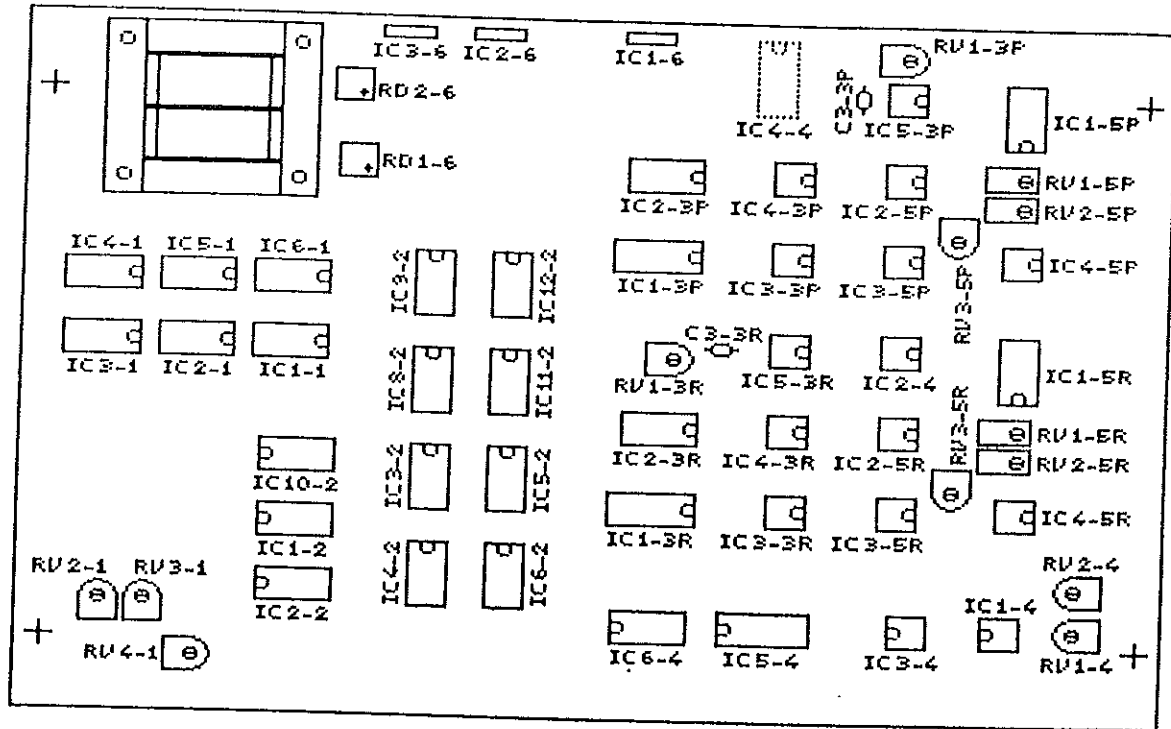 IC3-6 IC2-6 IC1-6 RV1-3P
RD2-6 C3-3P
IC4-4 IC5-3P IC1-5P
RD1-6
IC2-3P IC4-3P IC2-5P RV1-5P
RV2-5P
IC4-1 IC5-1 IC6-1
IC9-2 IC12-2
IC1-3P IC3-3P IC3-5P IC4-5P
RV3-5P
IC3-1 IC2-1 IC1-1
C3-3R
IC8-2 IC11-2
RV1-3R IC5-3R IC2-4 IC1-5R
RV3-5R
IC2-3R IC4-3R IC2-5R RV1-5R
RV2-5R
IC10-2
IC3-2 IC5-2
IC1-2
IC1-3R IC3-3R IC3-5R IC4-5R
RV2-1 RV3-1
IC4-2 IC6-2
RV2-4
IC2-2
IC1-4
RV4-1
IC6-4 IC5-4 IC3-4 RV1-4